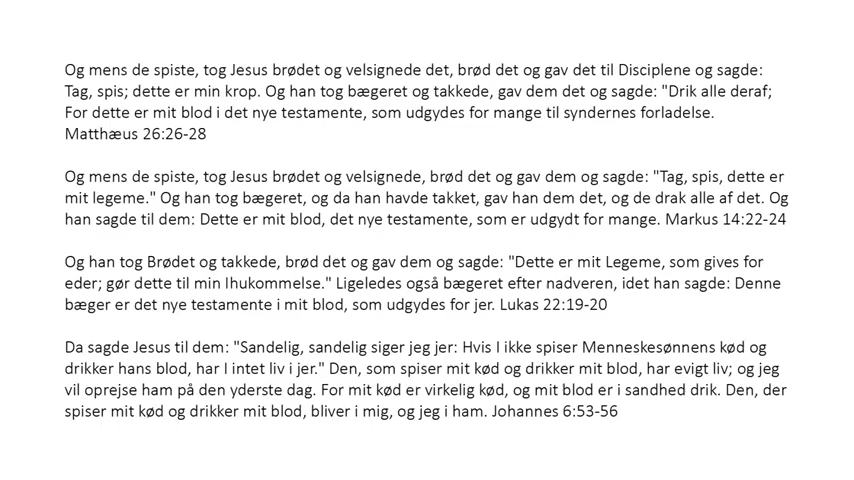 Og mens de spiste, tog Jesus brødet og velsignede det, brød det og gav det til Disciplene og sagde:
Tag, spis; dette er min krop. Og han tog bægeret og takkede, gav dem det og sagde: "Drik alle deraf;
For dette er mit blod i det nye testamente, som udgydes for mange til syndernes forladelse.
Matthæus 26:26-28
Og mens de spiste, tog Jesus brødet og velsignede, brød det og gav dem og sagde: "Tag, spis, dette er
mit legeme." Og han tog bægeret, og da han havde takket, gav han dem det, og de drak alle af det. Og
han sagde til dem: Dette er mit blod, det nye testamente, som er udgydt for mange. Markus 14:22-24
Og han tog Brødet og takkede, brød det og gav dem og sagde: "Dette er mit Legeme, som gives for
eder; gør dette til min Ihukommelse." Ligeledes også bægeret efter nadveren, idet han sagde: Denne
bæger er det nye testamente i mit blod, som udgydes for jer. Lukas 22:19-20
Da sagde Jesus til dem: "Sandelig, sandelig siger jeg jer: Hvis I ikke spiser Menneskesønnens kød og
drikker hans blod, har I intet liv i jer." Den, som spiser mit kød og drikker mit blod, har evigt liv; og jeg
vil oprejse ham på den yderste dag. For mit kød er virkelig kød, og mit blod er i sandhed drik. Den, der
spiser mit kød og drikker mit blod, bliver i mig, og jeg i ham. Johannes 6:53-56